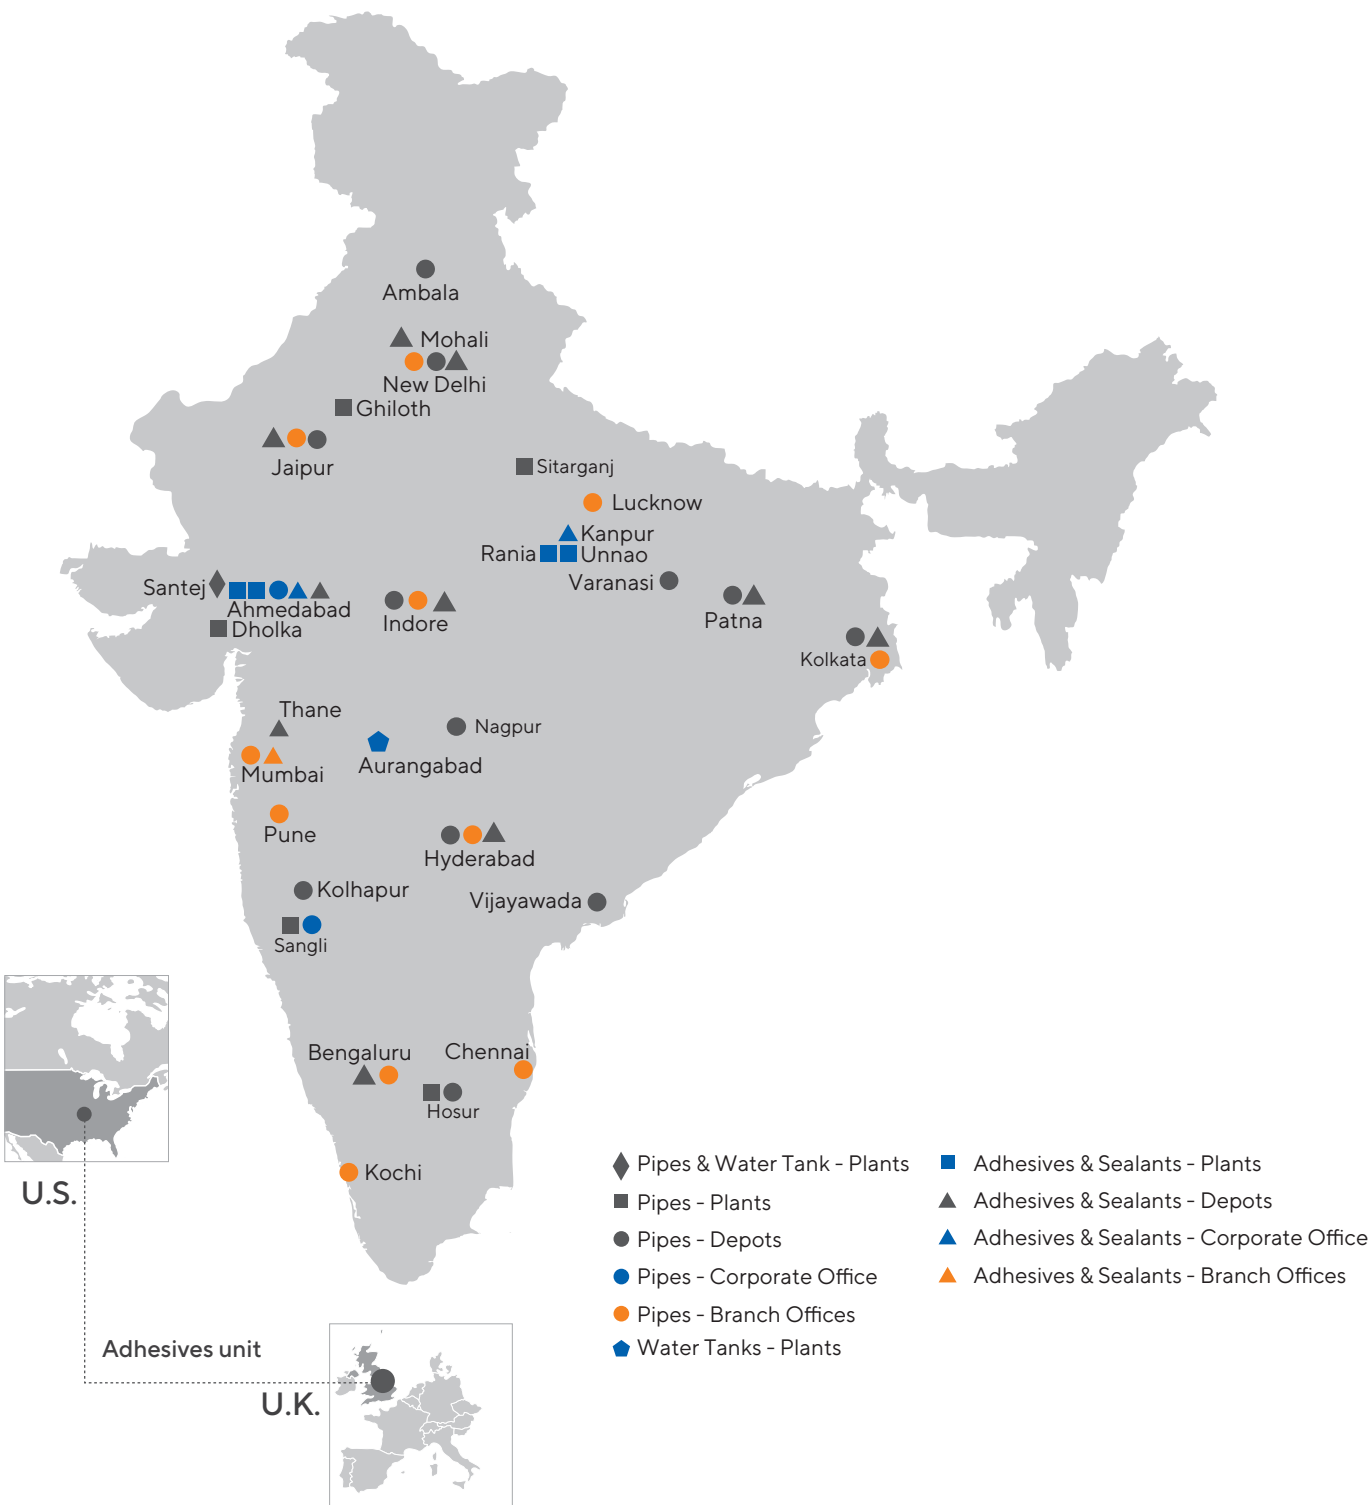 Ambala
Mohali
New Delhi
Ghiloth
Jaipur
Sitarganj
Lucknow
Kanpur
Rania
Unnao
Varanasi
Santej
Ahmedabad
Dholka
Indore
Patna
Kolkata
Thane
Nagpur
Mumbai
Aurangabad
Pune
Hyderabad
Kolhapur
Vijayawada
Sangli
Bengaluru
Chennai
Hosur
Kochi
U.S.
Adhesives unit
U.K.
Pipes & Water Tank - Plants
Pipes - Plants
Pipes - Depots
Pipes - Corporate Office
Pipes - Branch Offices
Water Tanks - Plants
Adhesives & Sealants - Plants
Adhesives & Sealants - Depots
Adhesives & Sealants - Corporate Office
Adhesives & Sealants - Branch Offices